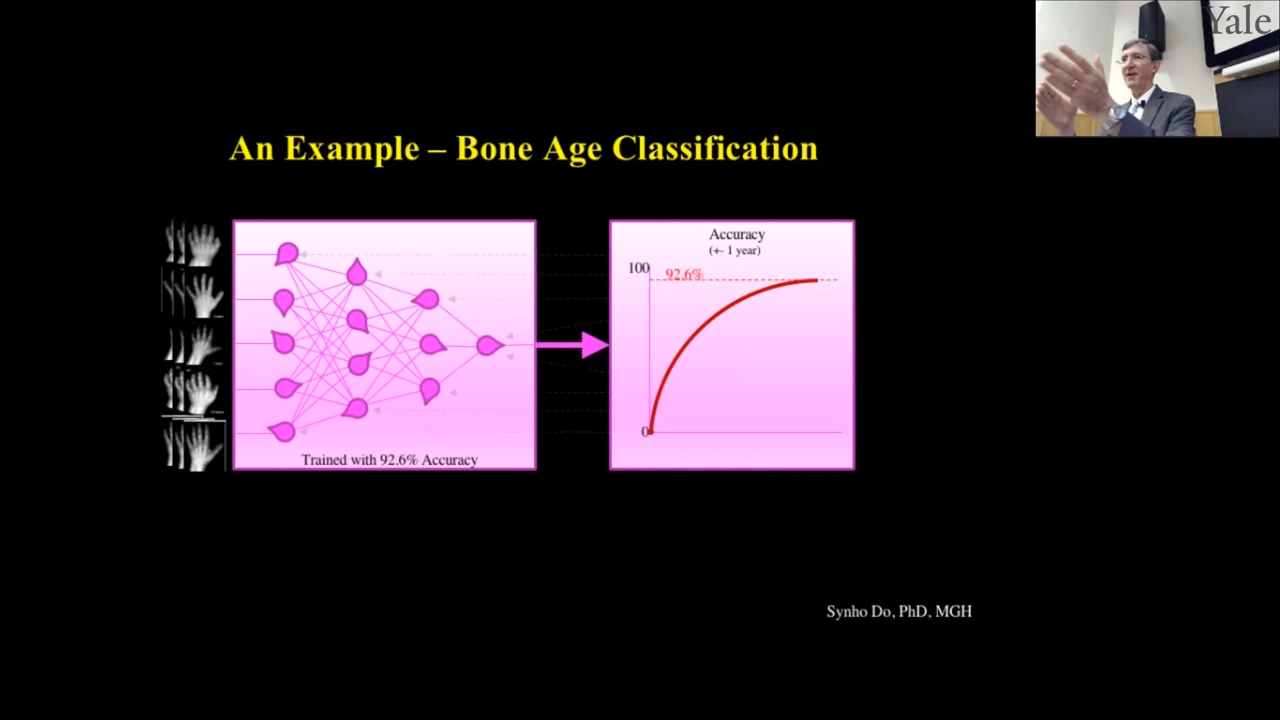 Yale
An Example – Bone Age Classification
Accuracy
(+- 1 year)
100
92.6%
0
Trained with 92.6% Accuracy
Synho Do, PhD, MGH